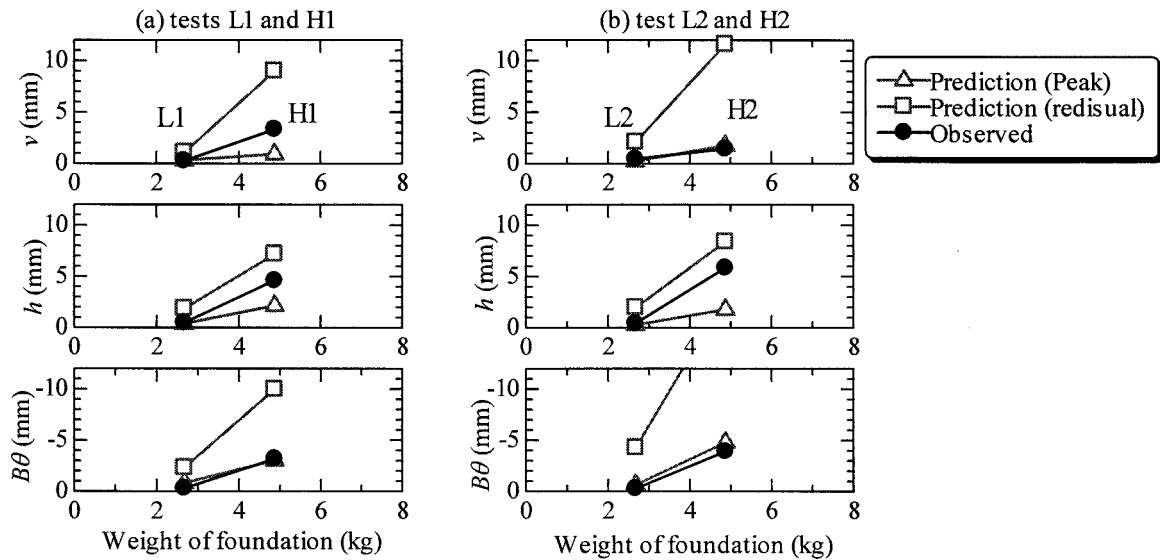 (a) tests L1 and H1
(b) test L2 and H2
v (mm)
10
5
0
L1
H1
0 2 4 6 8
v (mm)
10
5
0
L2
H2
0 2 4 6 8
Prediction (Peak)
Prediction (redisual)
Observed
h (mm)
10
5
0
0 2 4 6 8
h (mm)
10
5
0
0 2 4 6 8
Bθ (mm)
-10
-5
0
0 2 4 6 8
Weight of foundation (kg)
Bθ (mm)
-10
-5
0
0 2 4 6 8
Weight of foundation (kg)